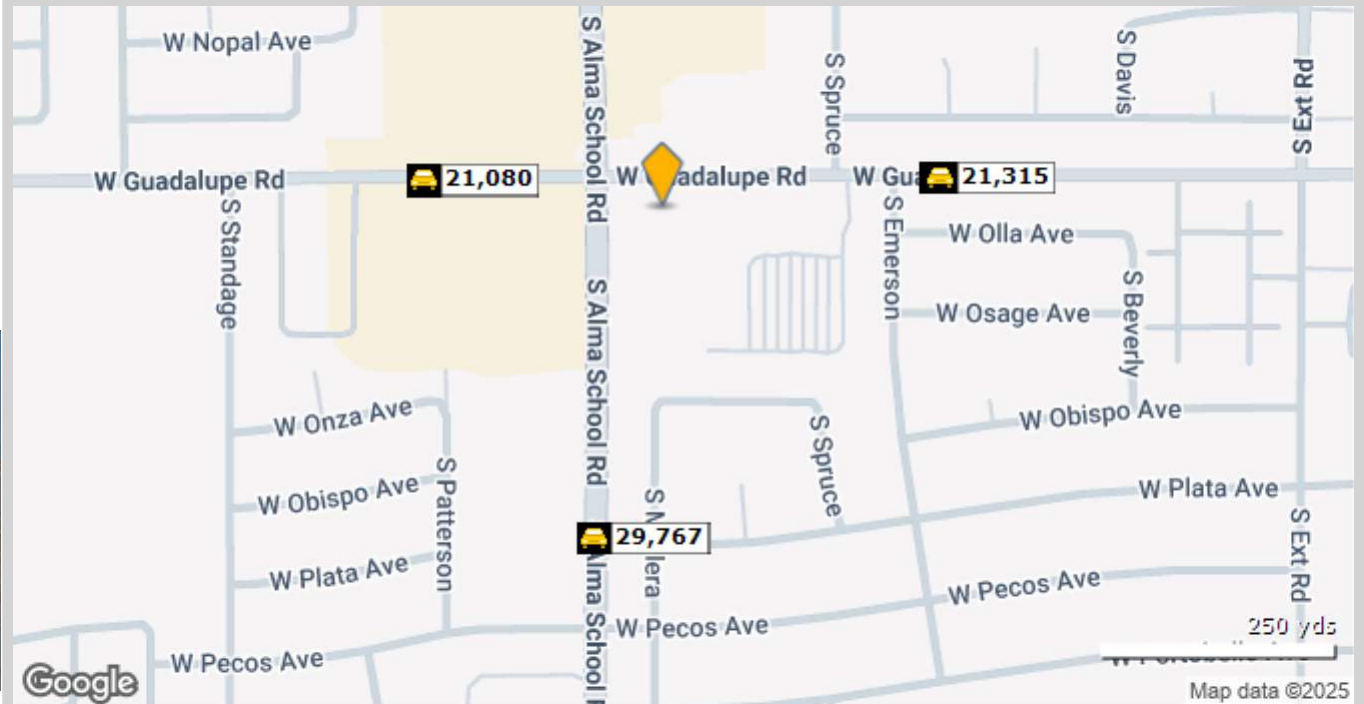 W Nopal Ave
S Alma School Rd
S Spruce
S Davis
S Ext Rd
W Guadalupe Rd
21,080
W
adalupe Rd
W Gua
21,315
S Standage
S Emerson
W Olla Ave
S Alma School Rd
S Beverly
W Osage Ave
W Onza Ave
W Obispo Ave
S Spruce
W Obispo Ave
S Patterson
W Plata Ave
S Ext Rd
29,767
W Plata Ave
Alma School
W Pecos Ave
W Pecos Ave
W Pecos Ave
250 yds
Google
Map data ©2025